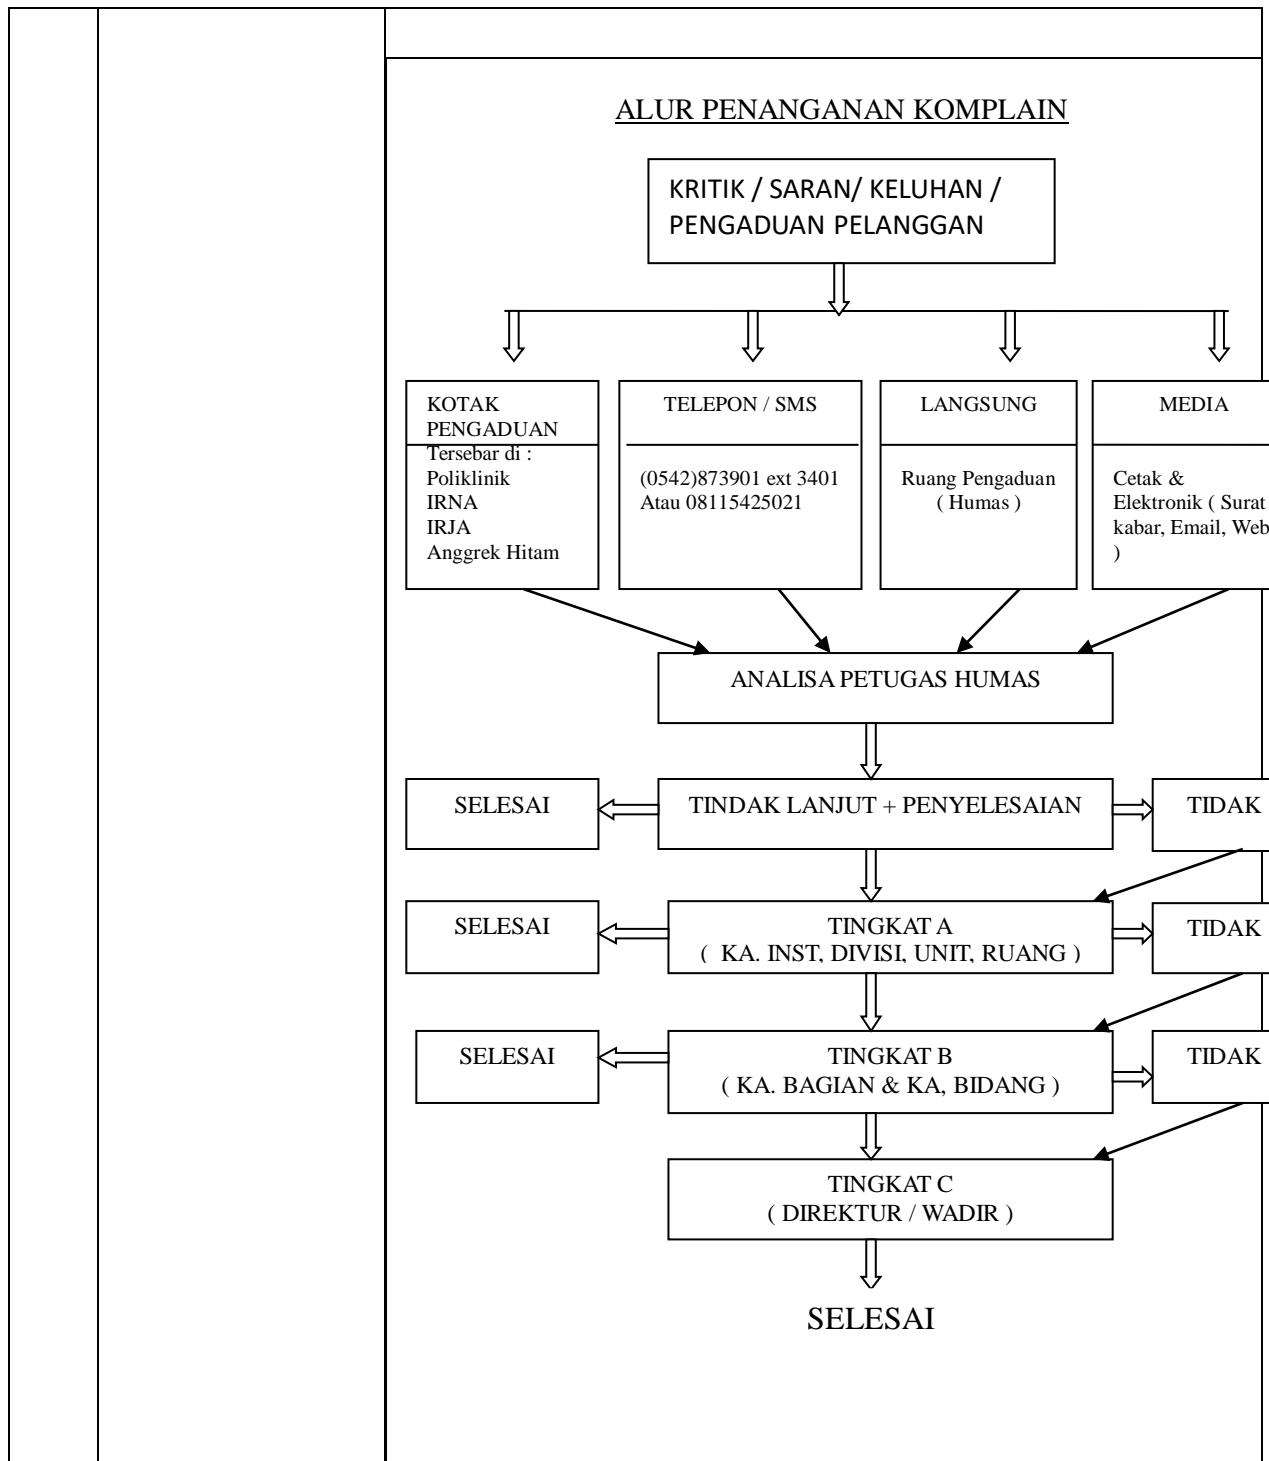 ALUR PENANGANAN KOMPLAIN
KRITIK / SARAN/ KELUHAN /
PENGADUAN PELANGGAN
KOTAK
PENGADUAN
Tersebar di :
Poliklinik
IRNA
IRJA
Anggrek Hitam
TELEPON / SMS
(0542)873901 ext 3401
Atau 08115425021
LANGSUNG
Ruang Pengaduan
( Humas )
MEDIA
Cetak &
Elektronik ( Surat
kabar, Email, Web
)
ANALISA PETUGAS HUMAS
SELESAI
TINDAK LANJUT + PENYELESAIAN
TIDAK
SELESAI
TINGKAT A
( KA. INST, DIVISI, UNIT, RUANG )
TIDAK
SELESAI
TINGKAT B
( KA. BAGIAN & KA, BIDANG )
TIDAK
TINGKAT C
( DIREKTUR / WADIR )
SELESAI